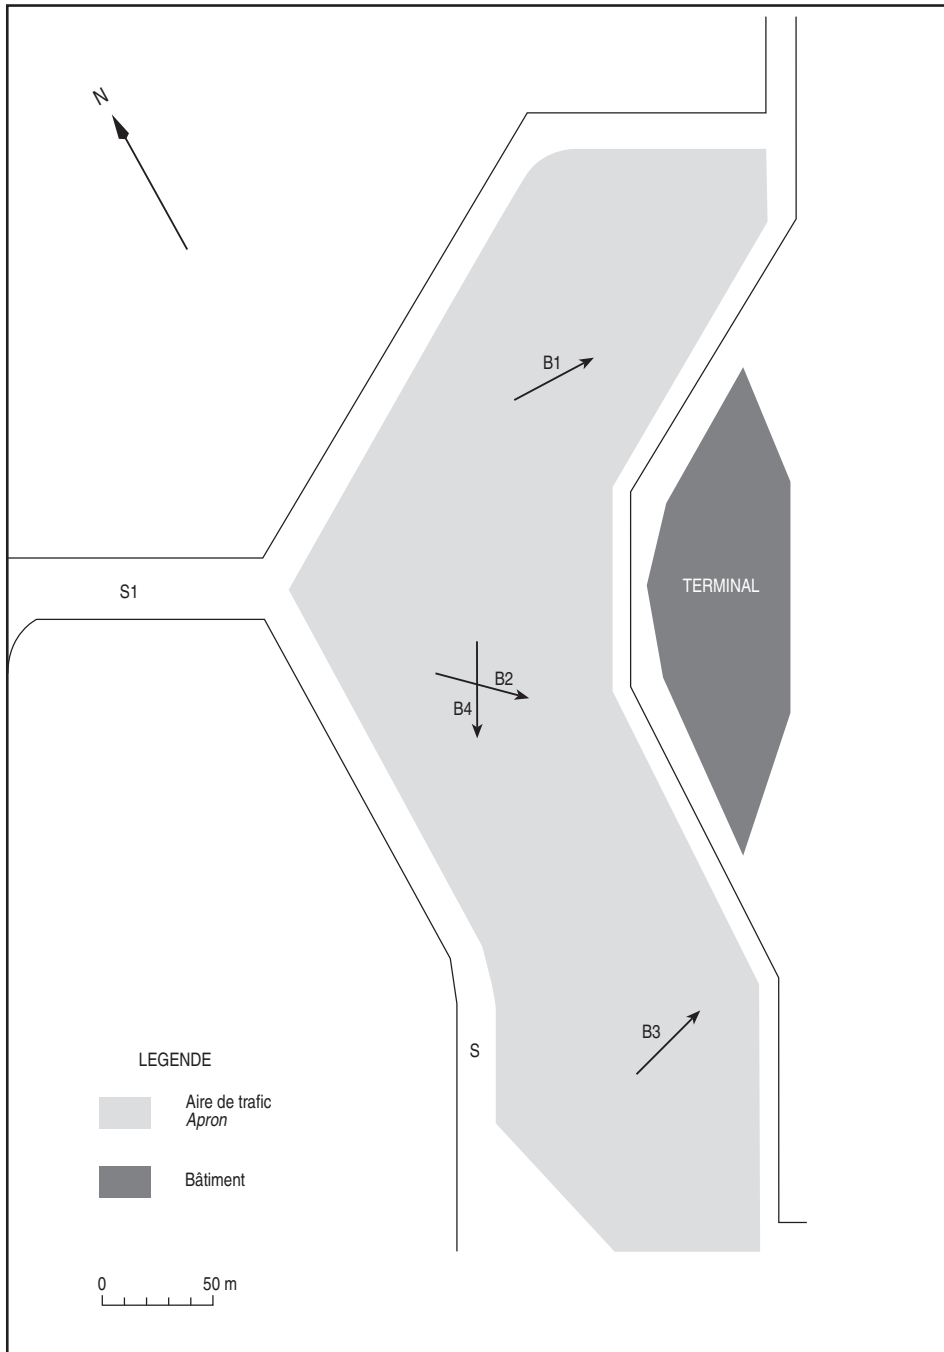 N
B1
S1
TERMINAL
B2
B4
B3
S
LEGENDE
Aire de trafic
Apron
Bâtiment
0 50 m